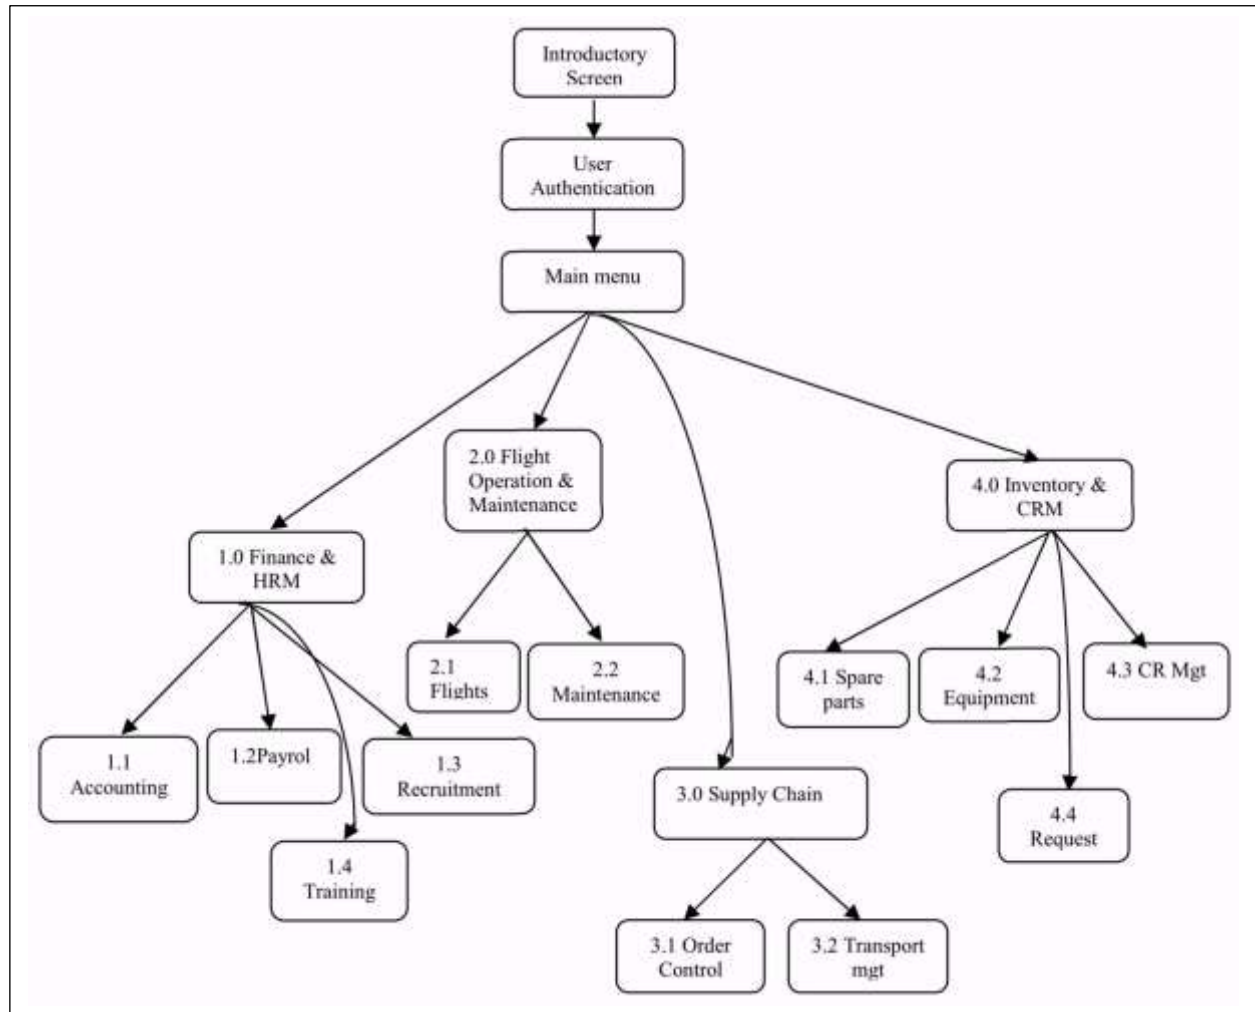 Introductory
Screen
User
Authentication
Main menu
2.0 Flight
Operation &
Maintenance
4.0 Inventory &
CRM
1.0 Finance &
HRM
2.1
Flights
2.2
Maintenance
4.1 Spare
parts
4.2
Equipment
4.3 CR Mgt
1.1
Accounting
1.2Payrol
1.3
Recruitment
3.0 Supply Chain
4.4
Request
1.4
Training
3.1 Order
Control
3.2 Transport
mgt